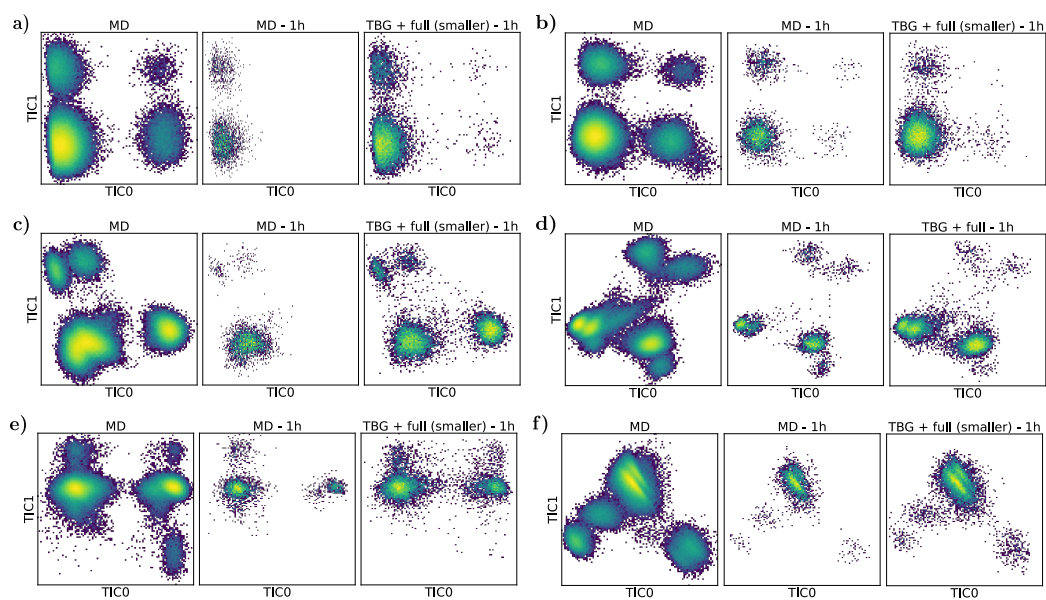 a) MD MD - 1h TBG + full (smaller) - 1h
TIC1
TIC0 TIC0 TIC0
b) MD MD - 1h TBG + full (smaller) - 1h
TIC1
TIC0 TIC0 TIC0
c) MD MD - 1h TBG + full (smaller) - 1h
TIC1
TIC0 TIC0 TIC0
d) MD MD - 1h TBG + full - 1h
TIC1
TIC0 TIC0 TIC0
e) MD MD - 1h TBG + full (smaller) - 1h
TIC1
TIC0 TIC0 TIC0
f) MD MD - 1h TBG + full (smaller) - 1h
TIC1
TIC0 TIC0 TIC0